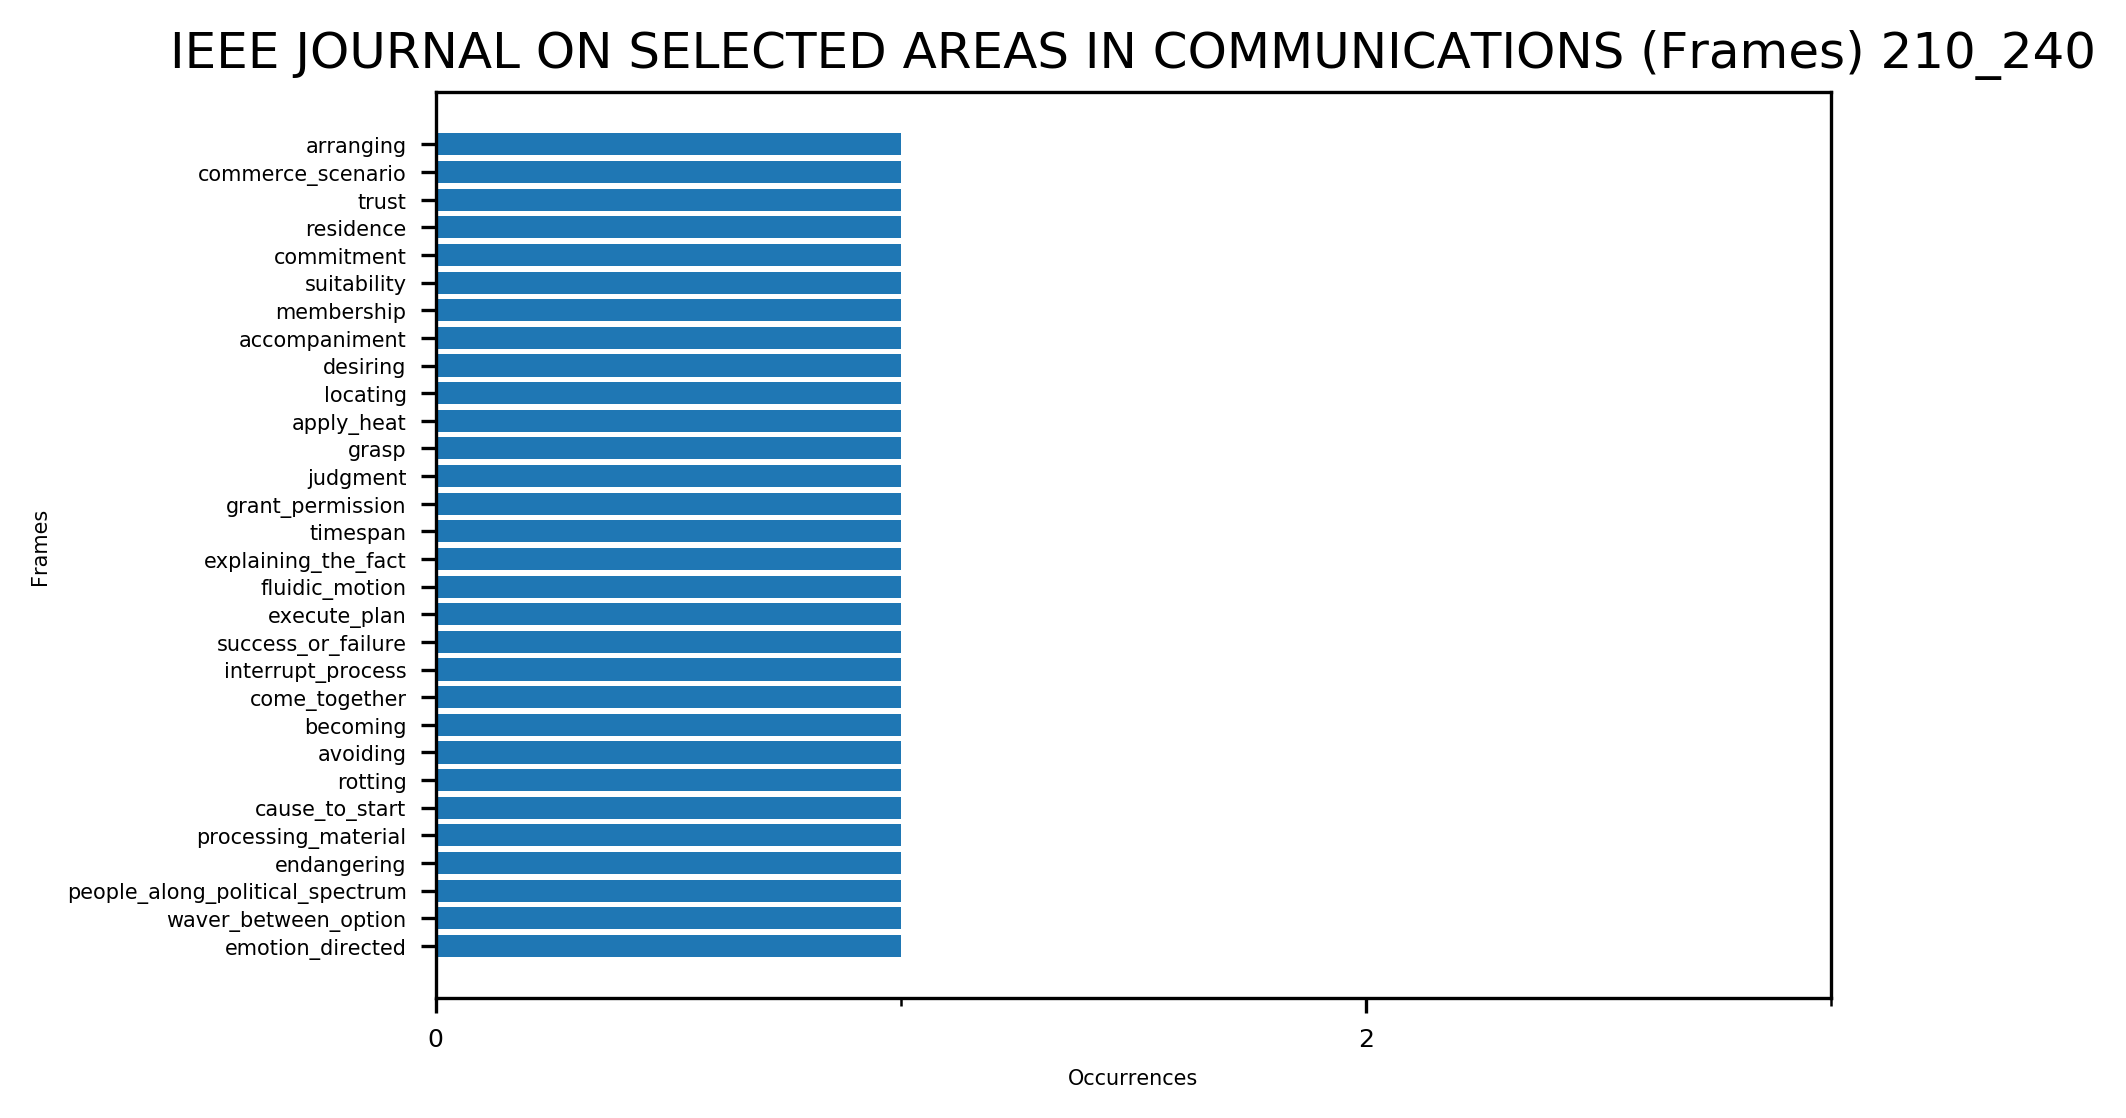 IEEE JOURNAL ON SELECTED AREAS IN COMMUNICATIONS (Frames) 210_240
arranging
commerce_scenario
trust
residence
commitment
suitability
membership
accompaniment
desiring
locating
apply_heat
grasp
judgment
grant_permission
timespan
explaining_the_fact
fluidic_motion
execute_plan
success_or_failure
interrupt_process
come_together
becoming
avoiding
rotting
cause_to_start
processing_material
endangering
people_along_political_spectrum
waver_between_option
emotion_directed
Frames
0 2
Occurrences